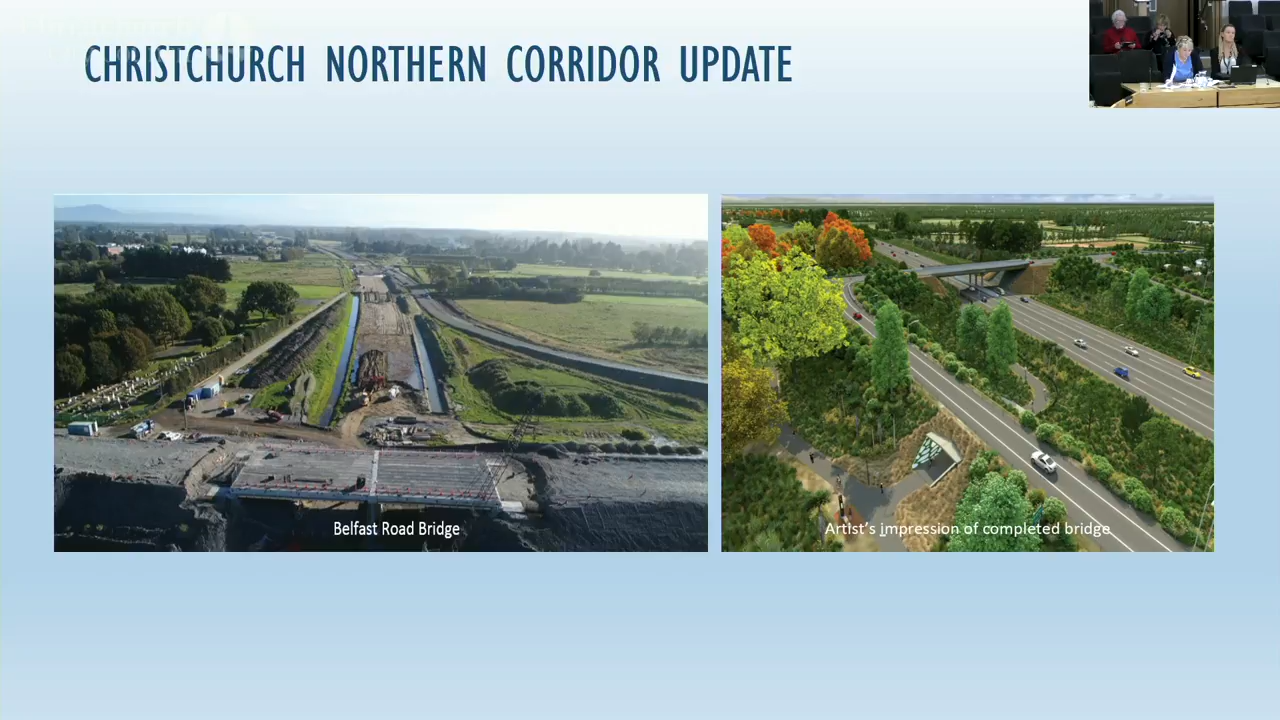 CHRISTCHURCH NORTHERN CORRIDOR UPDATE
Belfast Road Bridge
Artist's impression of completed bridge